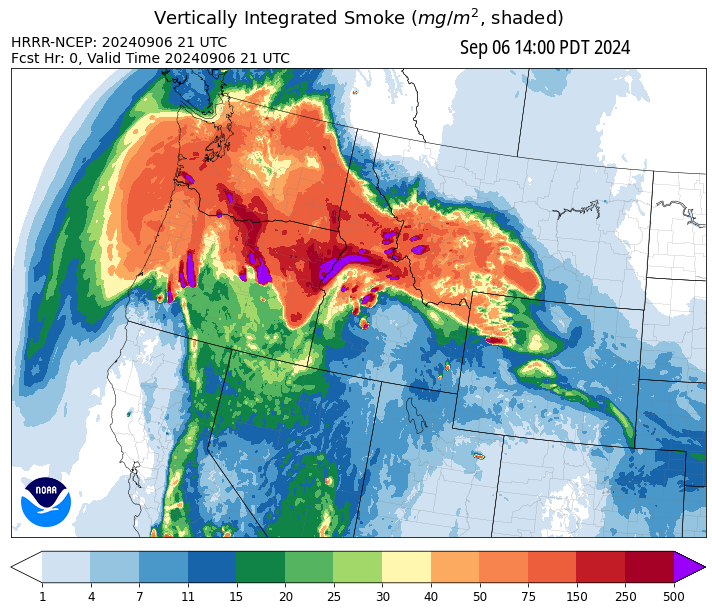 Vertically Integrated Smoke (mg/m², shaded)
HRRR-NCEP: 20240906 21 UTC
Fcst Hr: 0, Valid Time 20240906 21 UTC
Sep 06 14:00 PDT 2024
NOAA
1 4 7 11 15 20 25 30 40 50 75 150 250 500